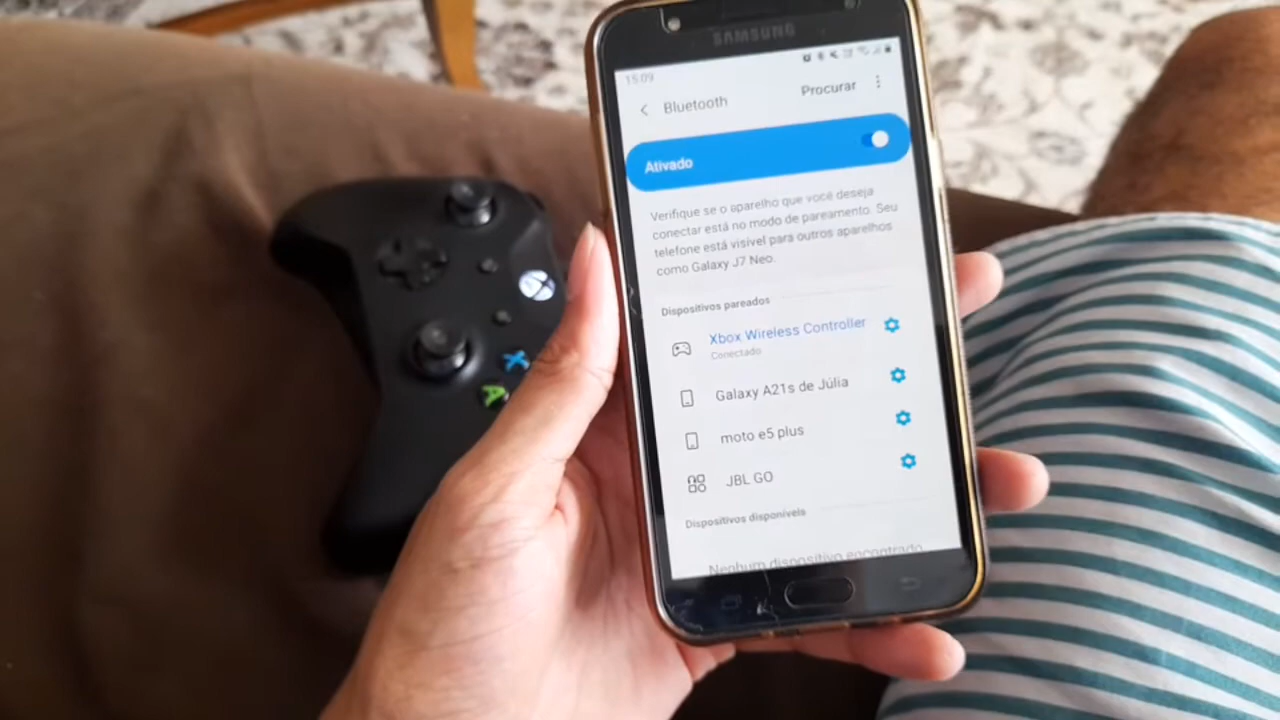 SAMSUNG
15:09
Bluetooth
Procurar
Ativado
Verifique se o aparelho que você deseja
conectar está no modo de pareamento. Seu
telefone está visível para outros aparelhos
como Galaxy J7 Neo.
Dispositivos pareados
Xbox Wireless Controller
Conectado
Galaxy A21s de Júlia
moto e5 plus
JBL GO
Dispositivos disponíveis
Nenhum dispositivo encontrado
X
A